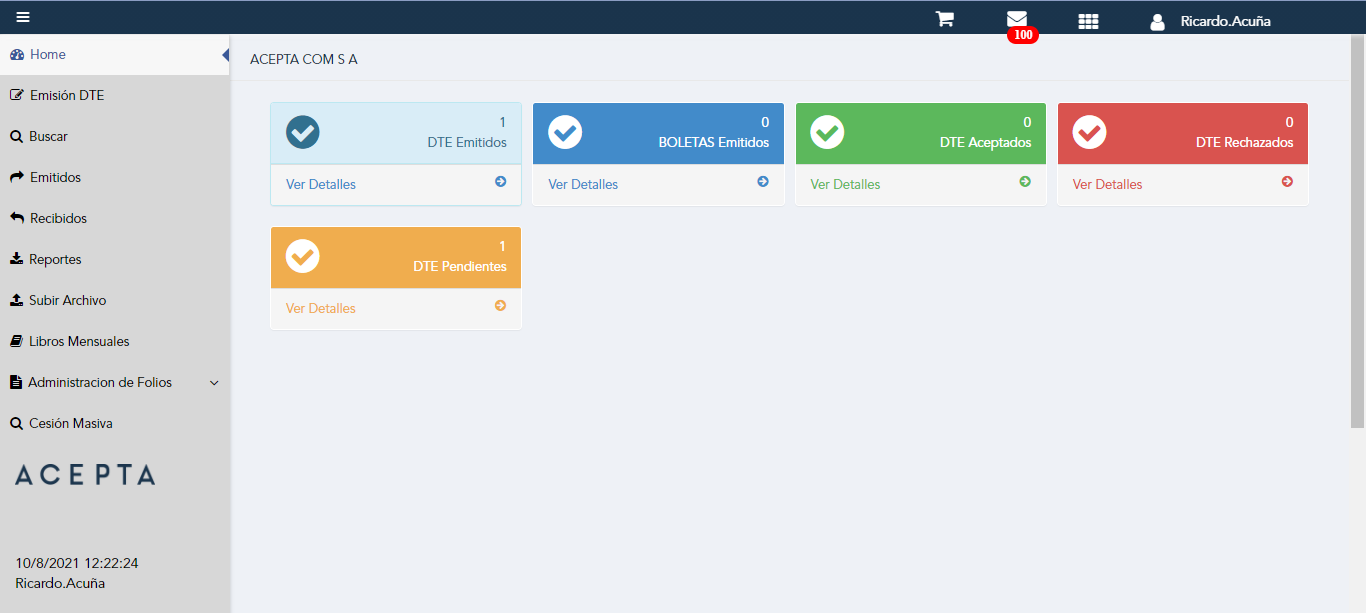 100
Ricardo.Acuña
Home
ACEPTA COM S A
Emisión DTE
Buscar
Emitidos
Recibidos
Reportes
Subir Archivo
Libros Mensuales
Administracion de Folios
Cesión Masiva
ACEPTA
10/8/2021 12:22:24
Ricardo.Acuña
1
DTE Emitidos
Ver Detalles
0
BOLETAS Emitidos
Ver Detalles
0
DTE Aceptados
Ver Detalles
0
DTE Rechazados
Ver Detalles
1
DTE Pendientes
Ver Detalles